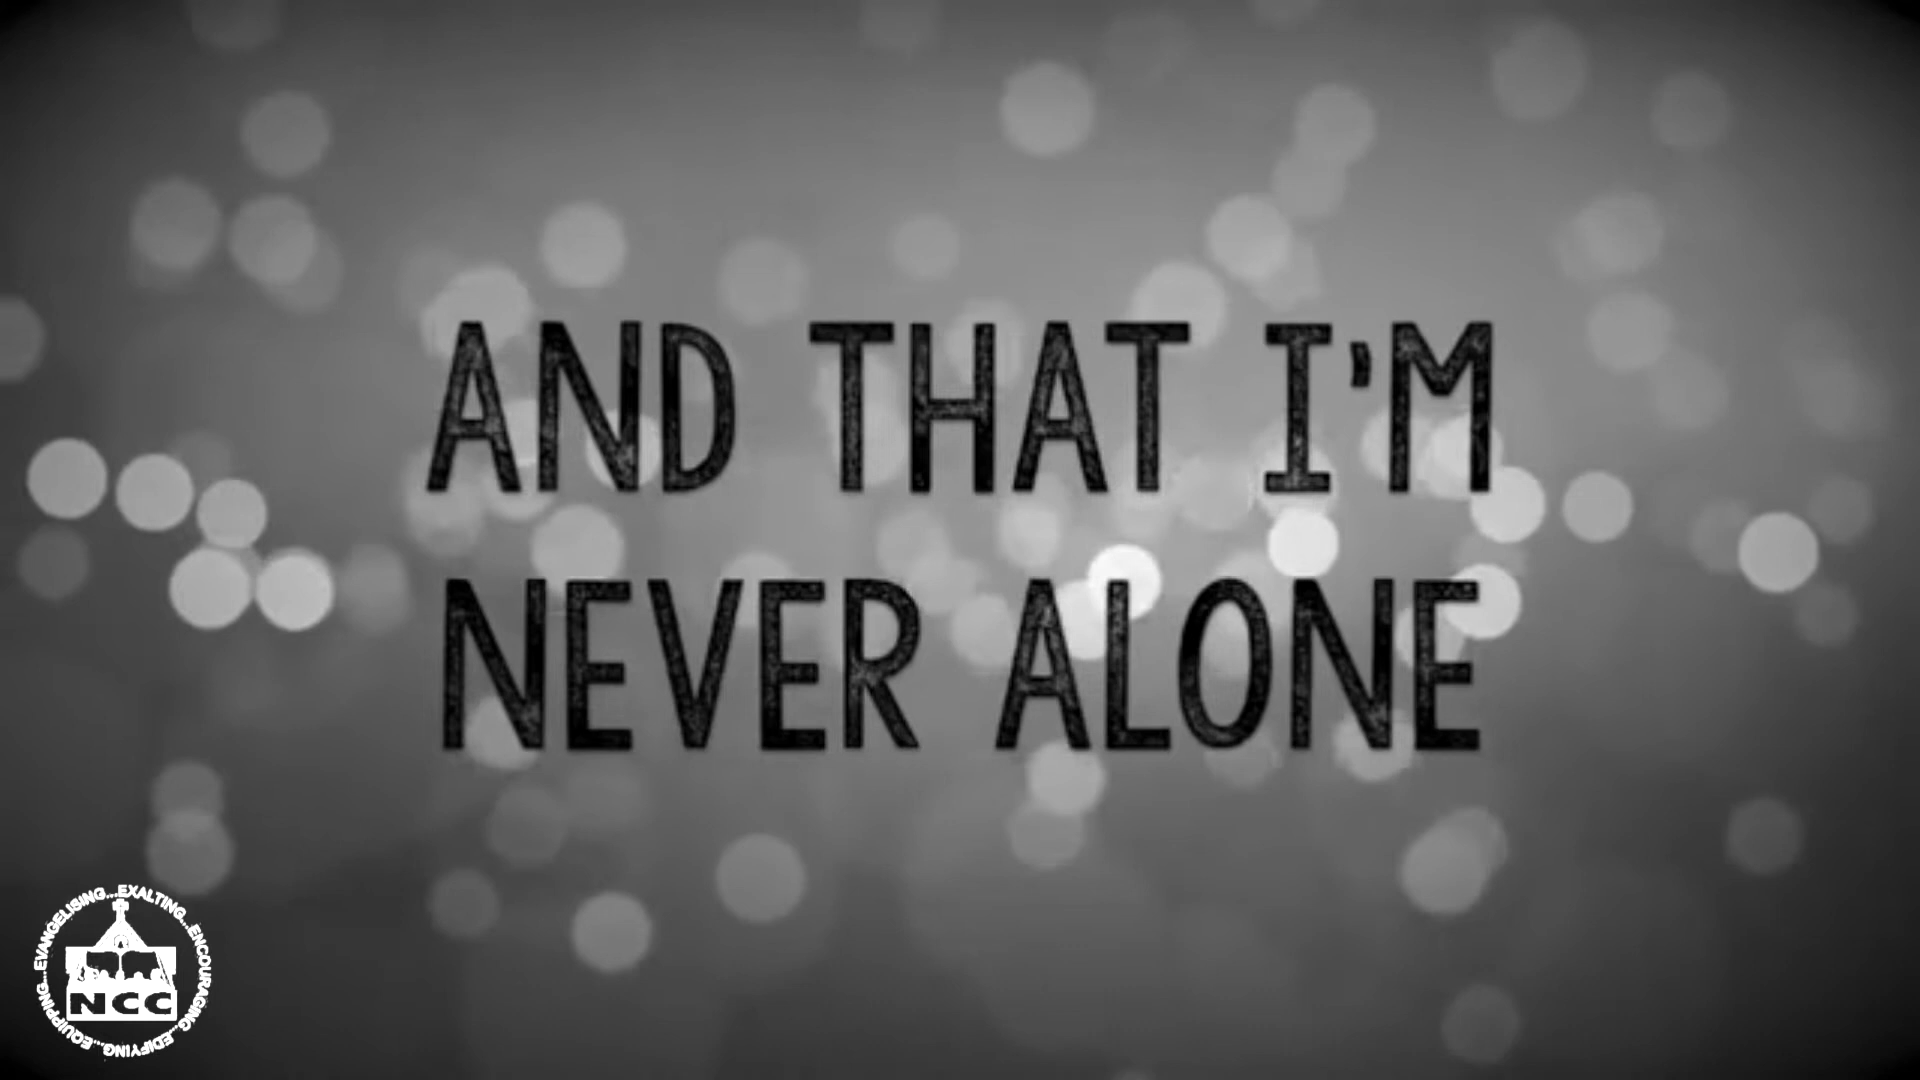 AND THAT I'M
NEVER ALONE
EVANGELISING...EXALTING...ENCOURAGING...EDIFYING...EQUIPPING...
NCC